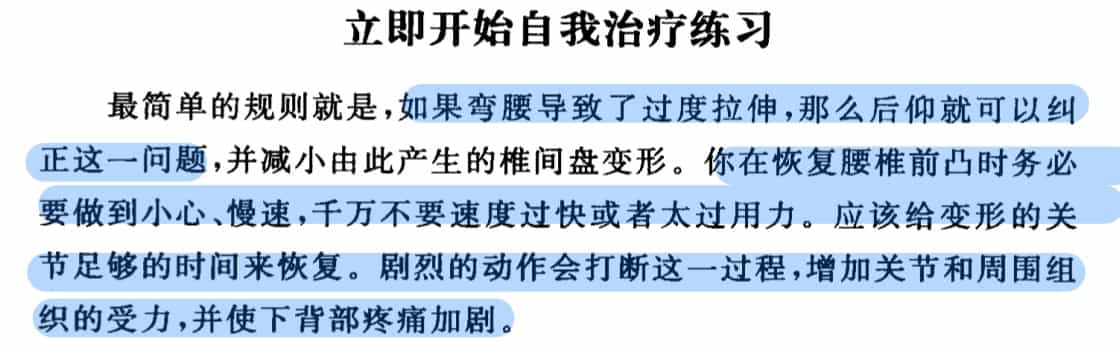 立即开始自我治疗练习
最简单的规则就是,如果弯腰导致了过度拉伸,那么后仰就可以纠
正这一问题,并减小由此产生的椎间盘变形。你在恢复腰椎前凸时务必
要做到小心、慢速,千万不要速度过快或者太过用力。应该给变形的关
节足够的时间来恢复。剧烈的动作会打断这一过程,增加关节和周围组
织的受力,并使下背部疼痛加剧。